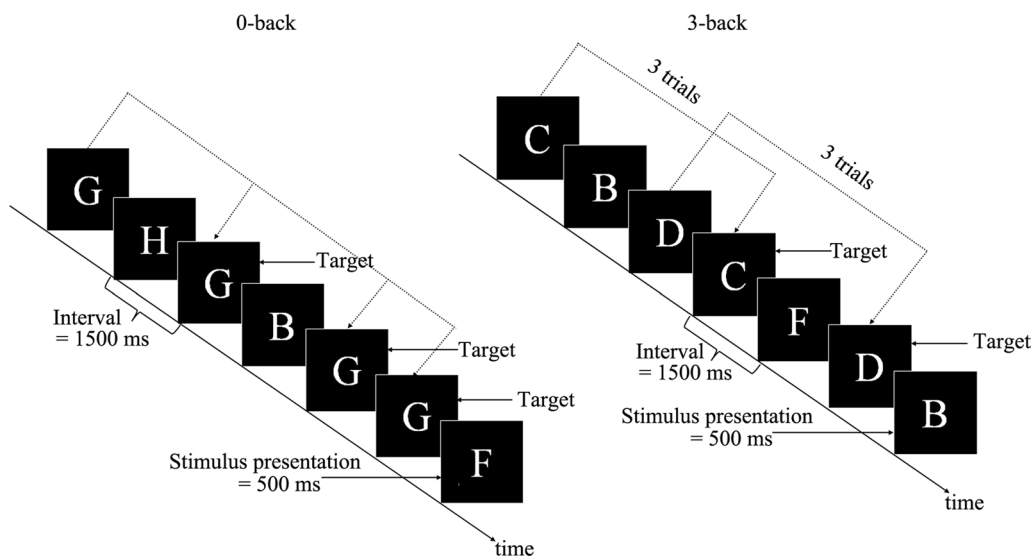 0-back
G
H
G
Target
B
Interval
= 1500 ms
G
Target
G
Target
F
Stimulus presentation
= 500 ms
time
3-back
3 trials
3 trials
C
B
D
C
Target
F
Interval
= 1500 ms
D
Target
B
Stimulus presentation
= 500 ms
time